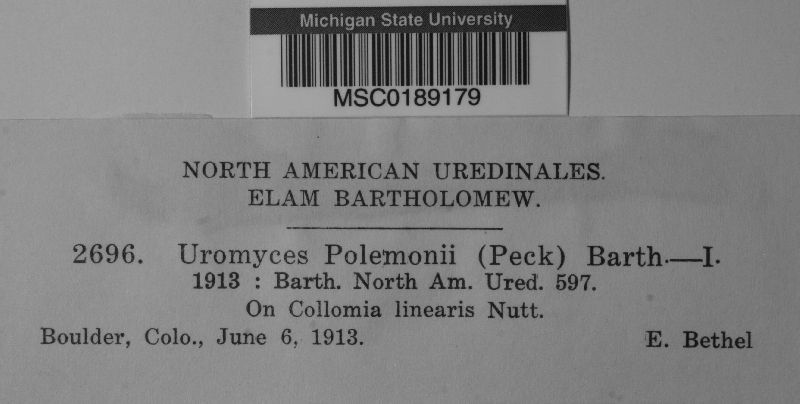 Michigan State University
MSC0189179
NORTH AMERICAN UREDINALES.
ELAM BARTHOLOMEW.
2696. Uromyces Polemonii (Peck) Barth.—I.
1913 : Barth. North Am. Ured. 597.
On Collomia linearis Nutt.
Boulder, Colo., June 6, 1913. E. Bethel